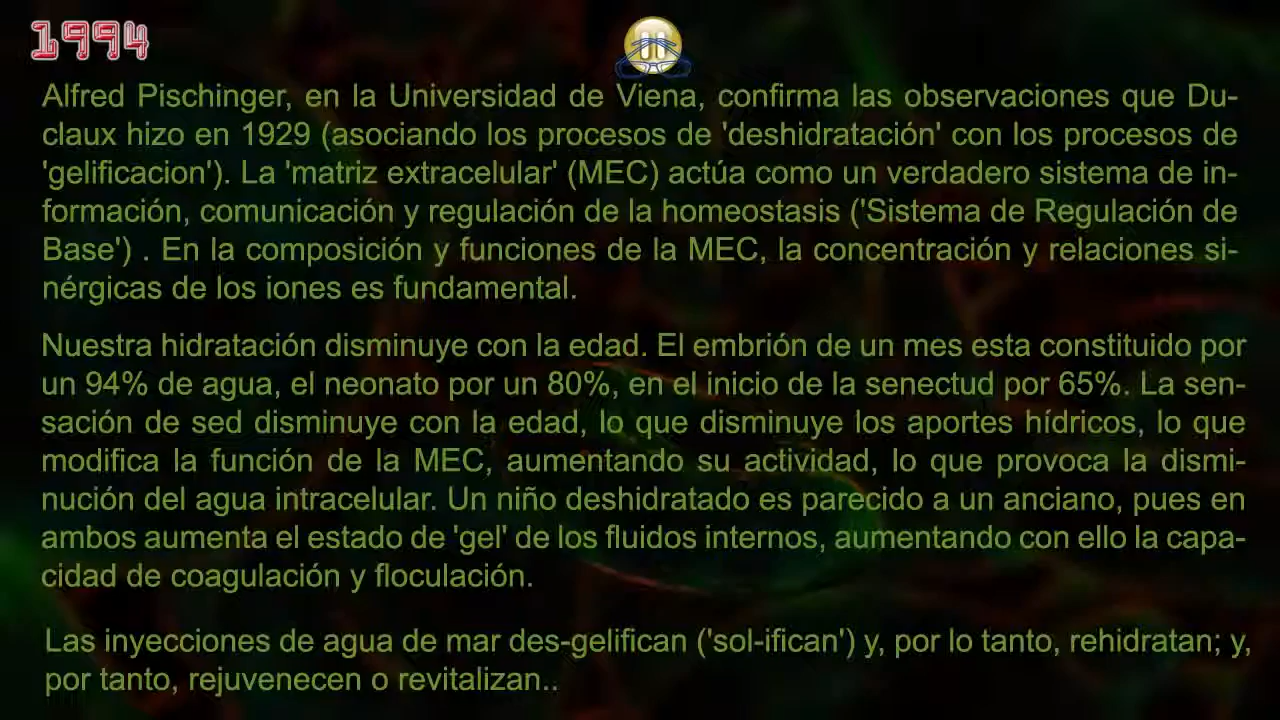 1994
Alfred Pischinger, en la Universidad de Viena, confirma las observaciones que Du-
claux hizo en 1929 (asociando los procesos de 'deshidratación' con los procesos de
'gelificacion'). La 'matriz extracelular' (MEC) actúa como un verdadero sistema de in-
formación, comunicación y regulación de la homeostasis ('Sistema de Regulación de
Base') . En la composición y funciones de la MEC, la concentración y relaciones si-
nérgicas de los iones es fundamental.
Nuestra hidratación disminuye con la edad. El embrión de un mes esta constituido por
un 94% de agua, el neonato por un 80%, en el inicio de la senectud por 65%. La sen-
sación de sed disminuye con la edad, lo que disminuye los aportes hídricos, lo que
modifica la función de la MEC, aumentando su actividad, lo que provoca la dismi-
nución del agua intracelular. Un niño deshidratado es parecido a un anciano, pues en
ambos aumenta el estado de 'gel' de los fluidos internos, aumentando con ello la capa-
cidad de coagulación y floculación.
Las inyecciones de agua de mar des-gelifican ('sol-ifican') y, por lo tanto, rehidratan; y,
por tanto, rejuvenecen o revitalizan..